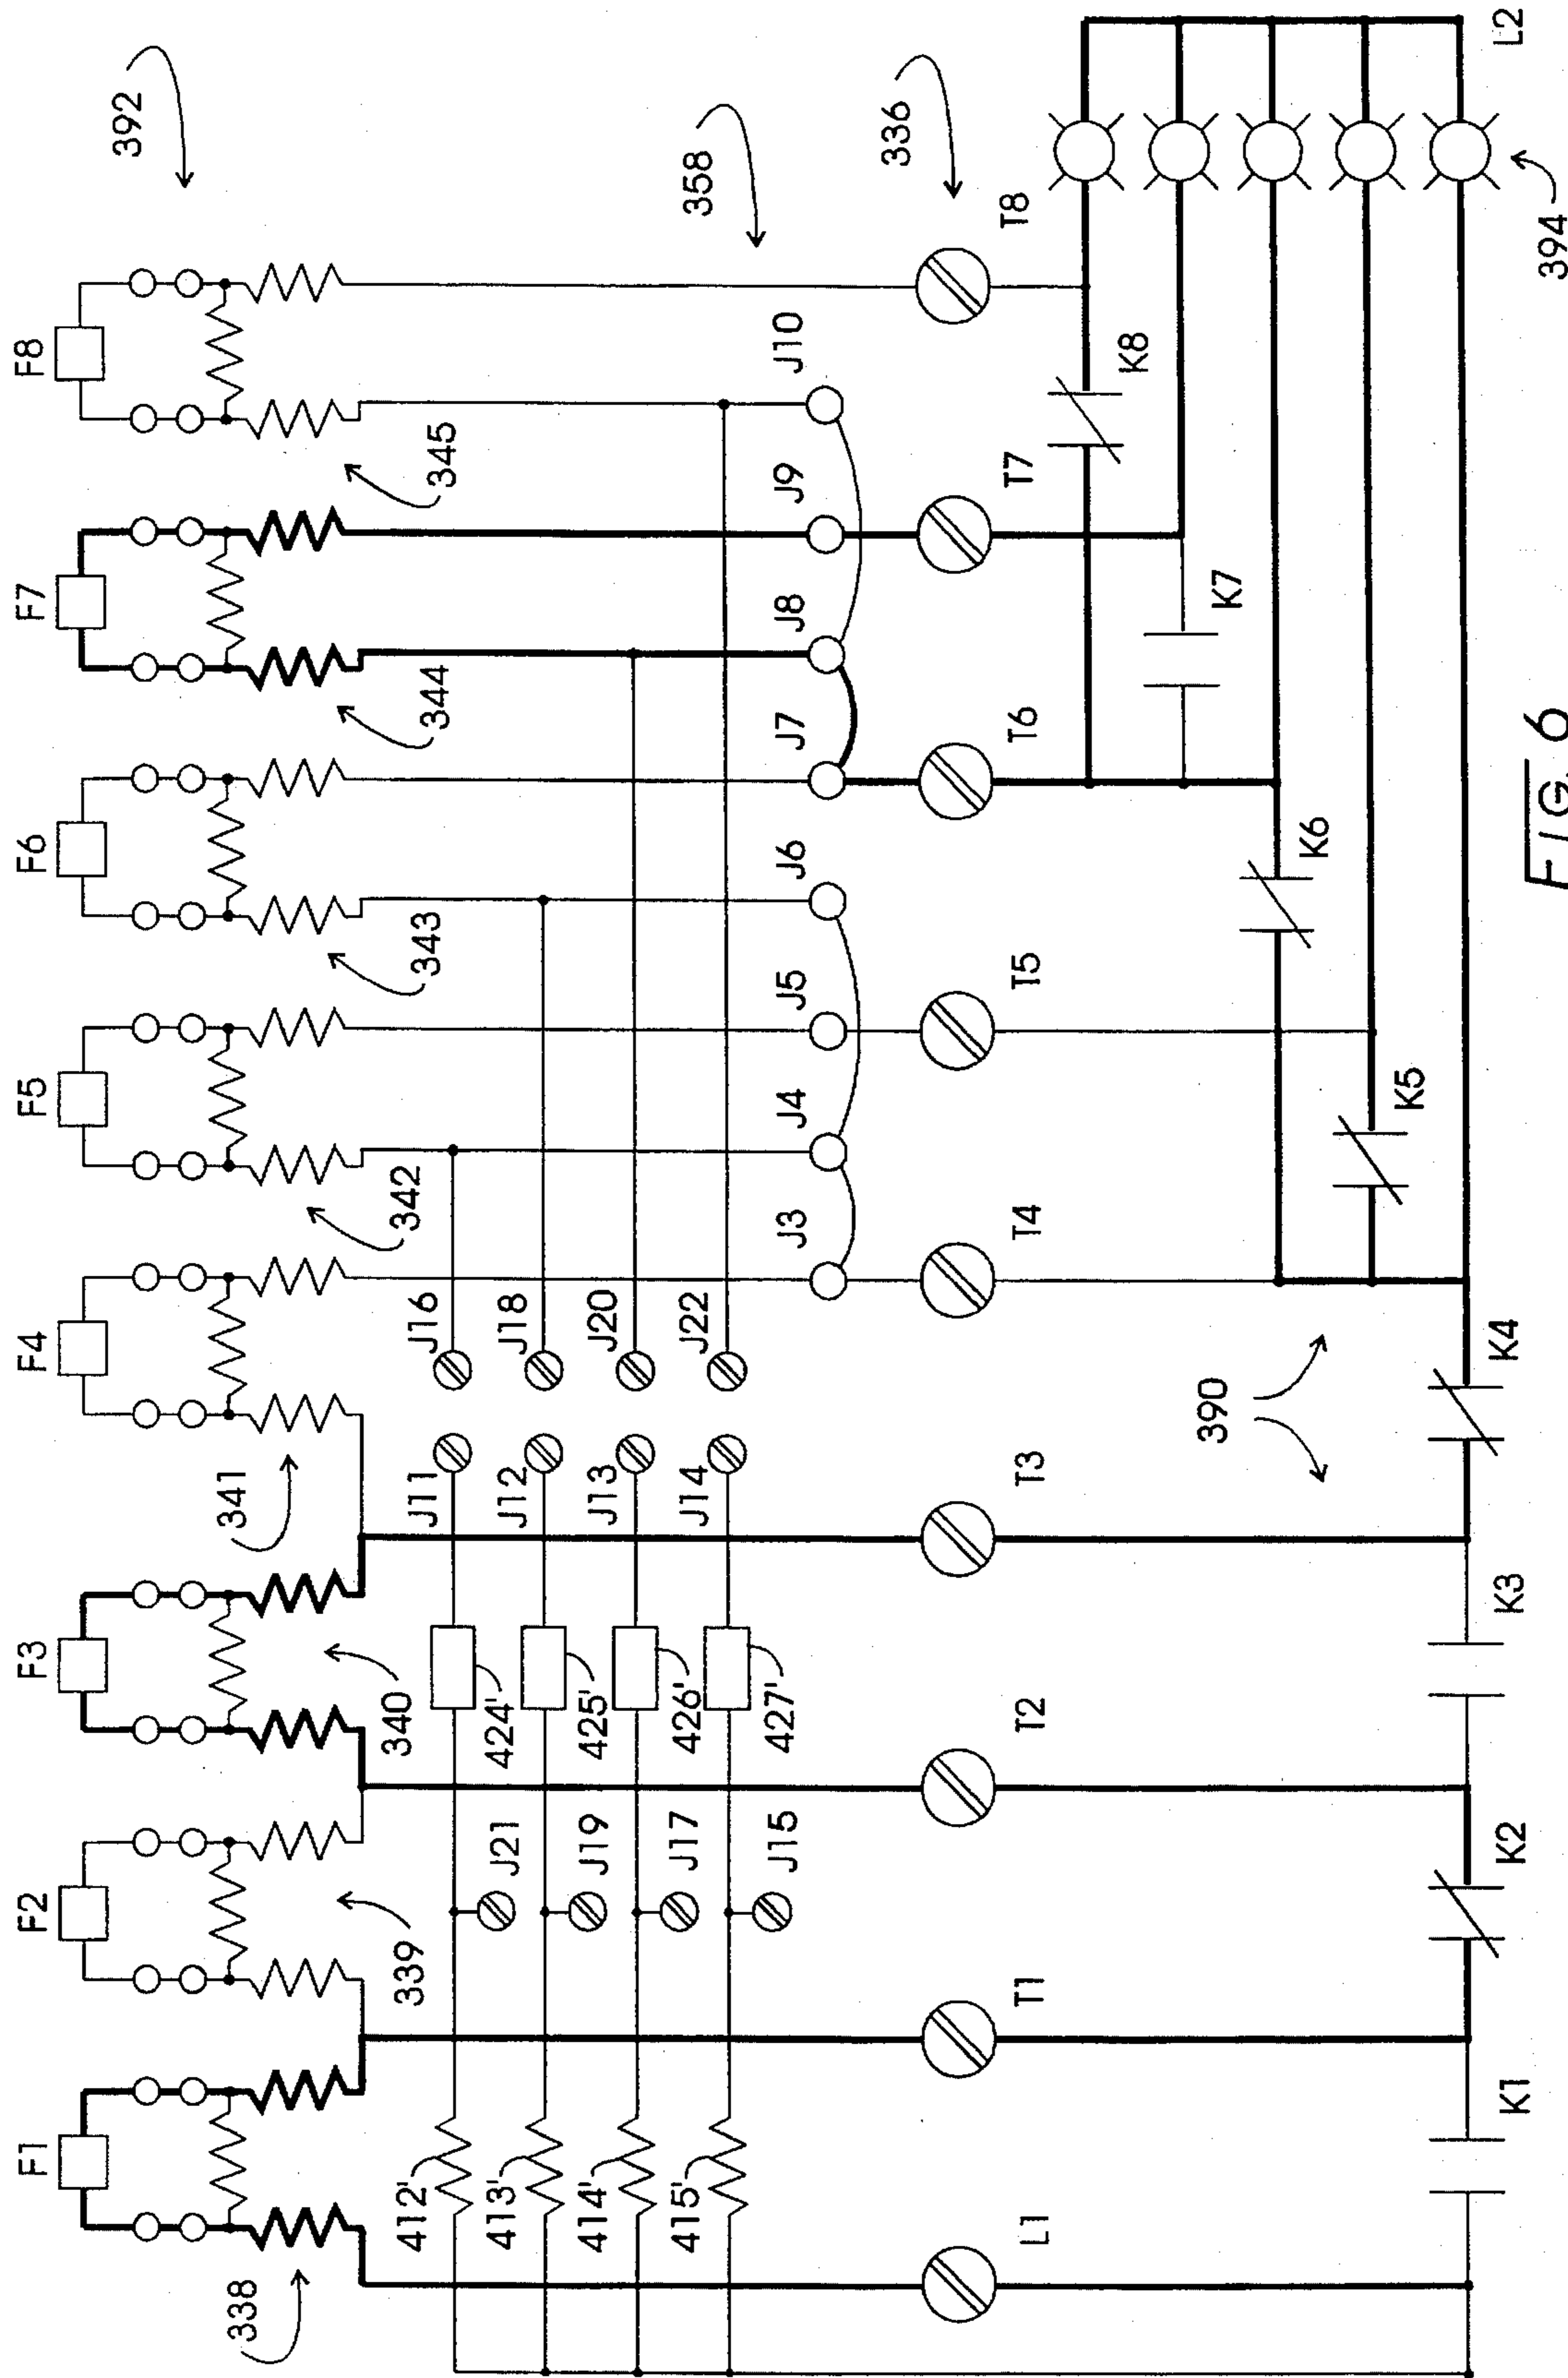 F1 F2 F3 F4 F5 F6 F7 F8
392
338 339 340 341 342 343 344 345
412' 424' J11 J16
J21
413' 425' J12 J18
J19
414' 426' J13 J20
J17
415' 427' J14 J22
J15
358
J3 J4 J5 J6 J7 J8 J9 J10
336
L1 T1 T2 T3 T4 T5 T6 T7 T8
K8
K7
390
K6
K5
K1 K2 K3 K4
L2
394
FIG. 6